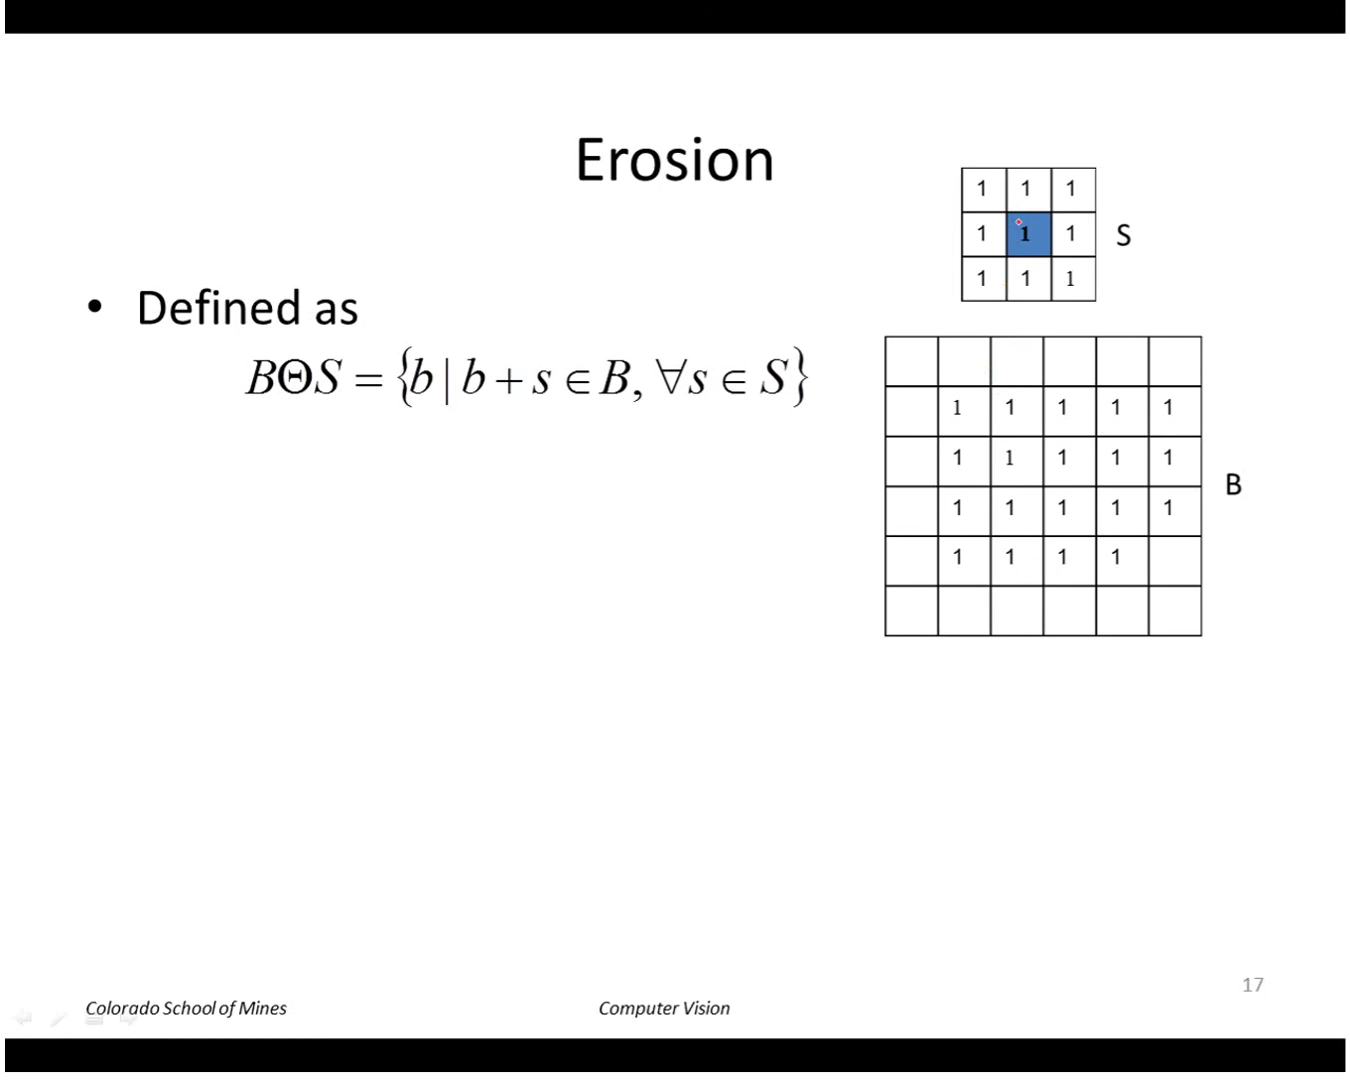 Erosion
1 1 1
1 1 1 S
1 1 1
• Defined as
BΘS = {b | b + s ∈ B, ∀s ∈ S}
1 1 1 1 1
1 1 1 1 1
B
1 1 1 1 1
1 1 1 1
17
Colorado School of Mines Computer Vision